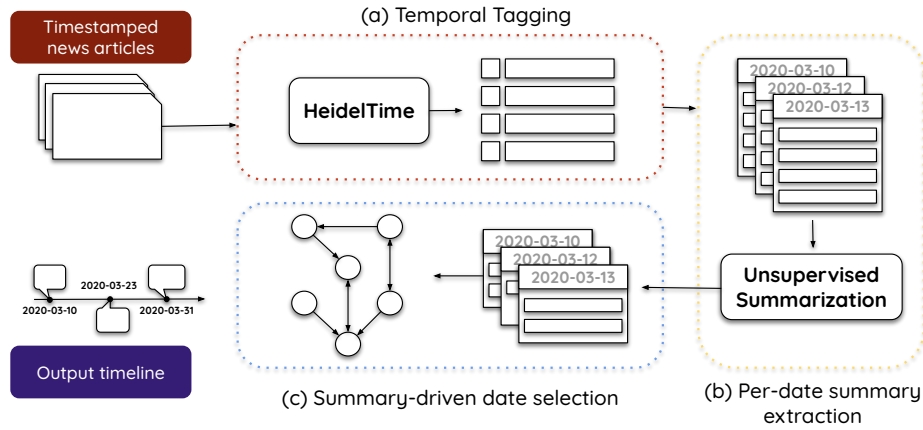 (a) Temporal Tagging
Timestamped
news articles
HeidelTime
2020-03-10
2020-03-12
2020-03-13
Unsupervised
Summarization
(b) Per-date summary
extraction
2020-03-10
2020-03-12
2020-03-13
(c) Summary-driven date selection
2020-03-23
2020-03-10
2020-03-31
Output timeline